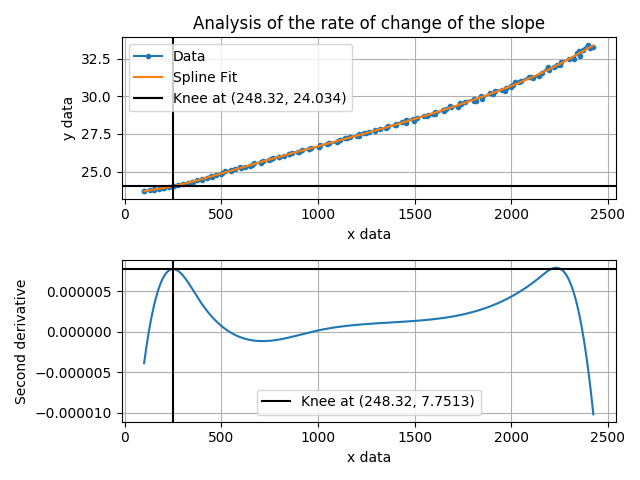 Analysis of the rate of change of the slope
Data
Spline Fit
Knee at (248.32, 24.034)
y data
32.5
30.0
27.5
25.0
0 500 1000 1500 2000 2500
x data
Second derivative
0.000005
0.000000
−0.000005
−0.000010
Knee at (248.32, 7.7513)
0 500 1000 1500 2000 2500
x data